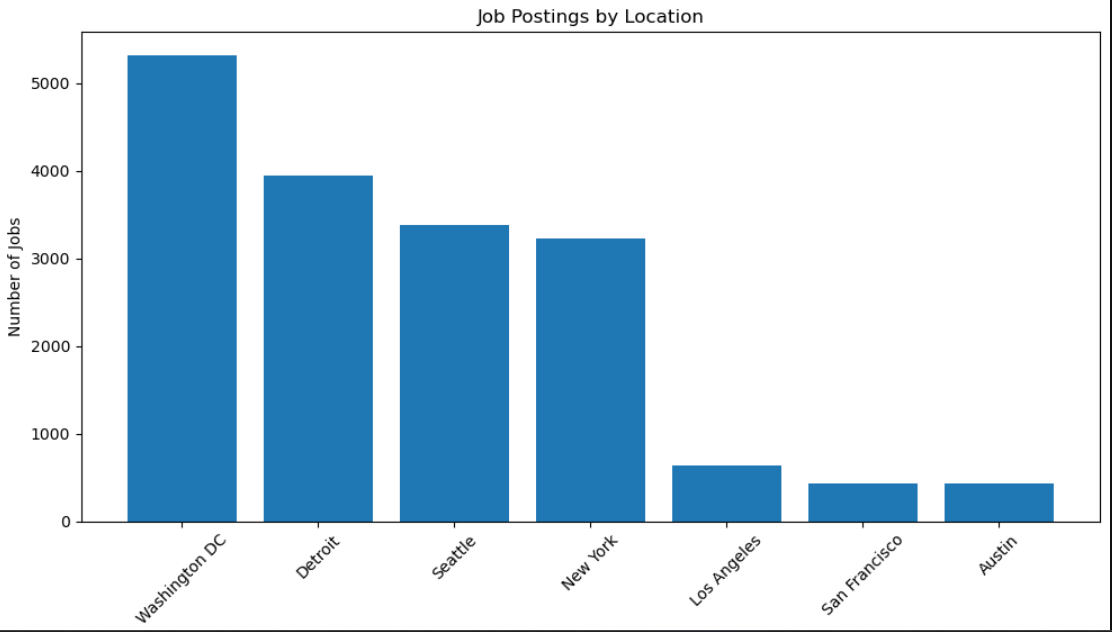 Job Postings by Location
Number of Jobs
5000
4000
3000
2000
1000
0
Washington DC
Detroit
Seattle
New York
Los Angeles
San Francisco
Austin